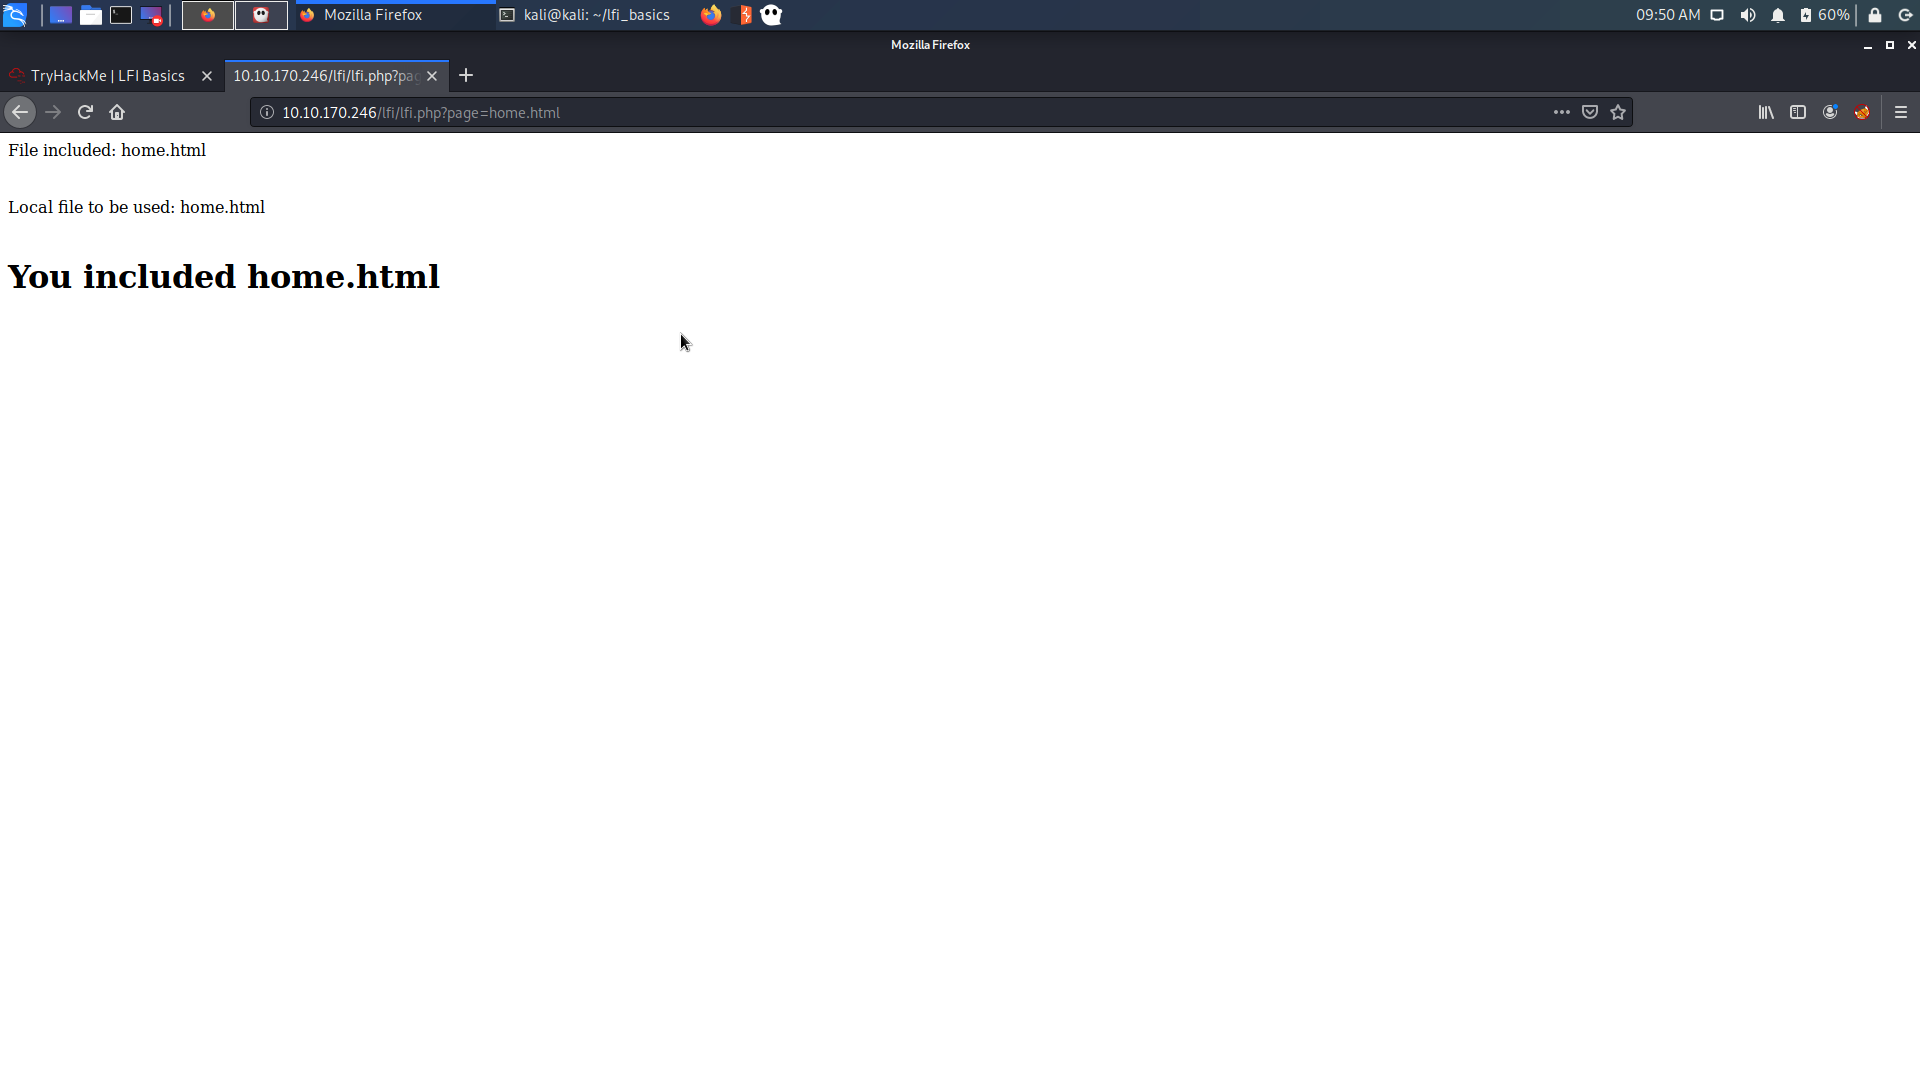 Mozilla Firefox
kali@kali: ~/lfi_basics
09:50 AM
60%
Mozilla Firefox
TryHackMe | LFI Basics
10.10.170.246/lfi/lfi.php?pag
10.10.170.246/lfi/lfi.php?page=home.html
File included: home.html
Local file to be used: home.html
You included home.html